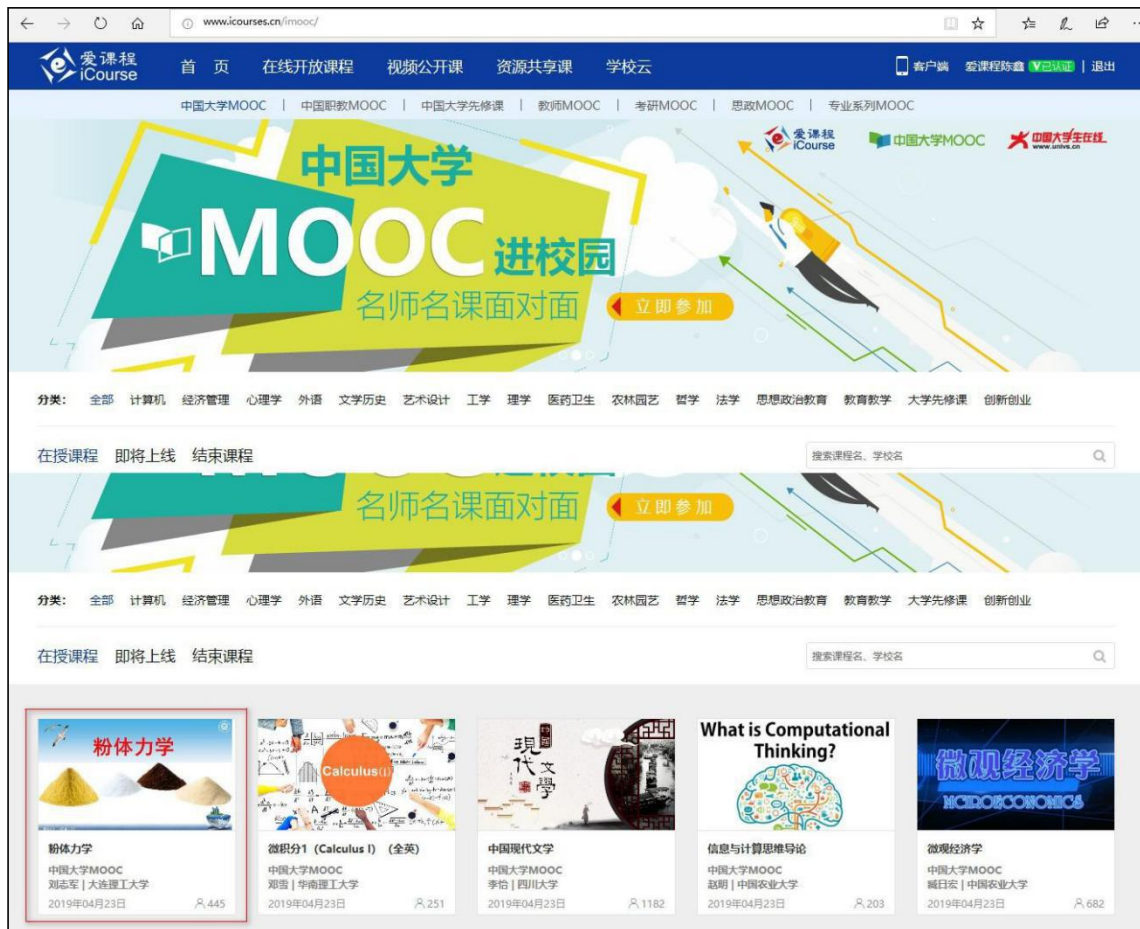 www.icourses.cn/imooc/
爱课程
iCourse
首 页 在线开放课程 视频公开课 资源共享课 学校云
客户端 爱课程陈鑫 V已认证 | 退出
中国大学MOOC | 中国职教MOOC | 中国大学先修课 | 教师MOOC | 考研MOOC | 思政MOOC | 专业系列MOOC
爱课程
iCourse
中国大学MOOC
中国大学生在线
www.univs.cn
中国大学
MOOC 进校园
名师名课面对面
立即参加
分类: 全部 计算机 经济管理 心理学 外语 文学历史 艺术设计 工学 理学 医药卫生 农林园艺 哲学 法学 思想政治教育 教育教学 大学先修课 创新创业
在授课程 即将上线 结束课程
搜索课程名、学校名
名师名课面对面
立即参加
分类: 全部 计算机 经济管理 心理学 外语 文学历史 艺术设计 工学 理学 医药卫生 农林园艺 哲学 法学 思想政治教育 教育教学 大学先修课 创新创业
在授课程 即将上线 结束课程
搜索课程名、学校名
粉体力学
粉体力学
中国大学MOOC
刘志军 | 大连理工大学
2019年04月23日 445
Calculus(I)
微积分1 (Calculus I) (全英)
中国大学MOOC
邓雪 | 华南理工大学
2019年04月23日 251
現代文學
中国现代文学
中国大学MOOC
李怡 | 四川大学
2019年04月23日 1182
What is Computational
Thinking?
信息与计算思维导论
中国大学MOOC
赵明 | 中国农业大学
2019年04月23日 203
微观经济学
微观经济学
中国大学MOOC
臧日宏 | 中国农业大学
2019年04月23日 682